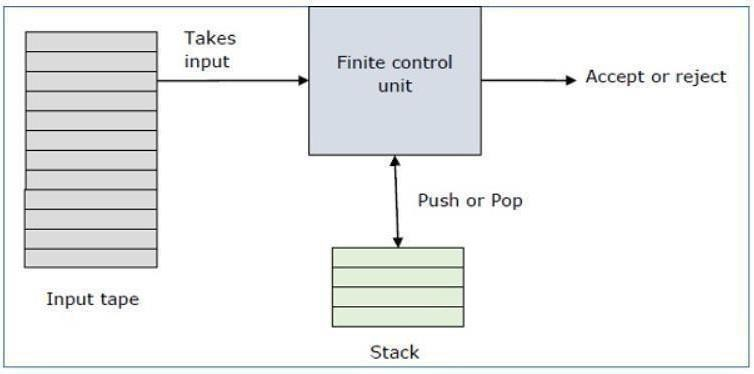 Takes
input
Finite control
unit
Accept or reject
Push or Pop
Input tape
Stack